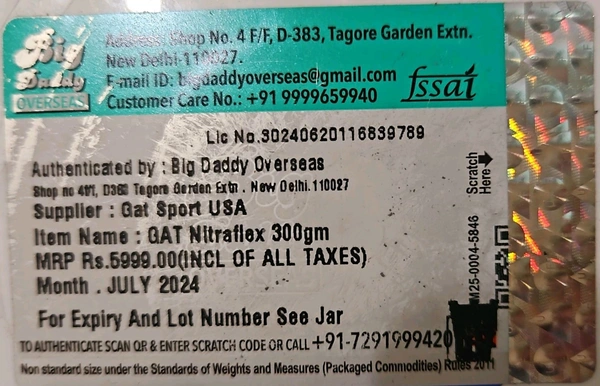 Big Daddy OVERSEAS
Address: Shop No. 4 F/F, D-383, Tagore Garden Extn.
New Delhi-110027.
E-mail ID: bigdaddyoverseas@gmail.com
Customer Care No.: +91 9999659940
fssai
Lic No.30240620116839789
Authenticated by : Big Daddy Overseas
Shop no 4f/f, D383 Tagore Garden Extn . New Delhi.110027
Supplier : Gat Sport USA
Item Name : GAT Nitraflex 300gm
MRP Rs.5999.00(INCL OF ALL TAXES)
Month . JULY 2024
For Expiry And Lot Number See Jar
TO AUTHENTICATE SCAN QR & ENTER SCRATCH CODE OR CALL +91-7291999420
Non standard size under the Standards of Weights and Measures (Packaged Commodities) Rules 2011
Scratch Here
M25-0004-5846